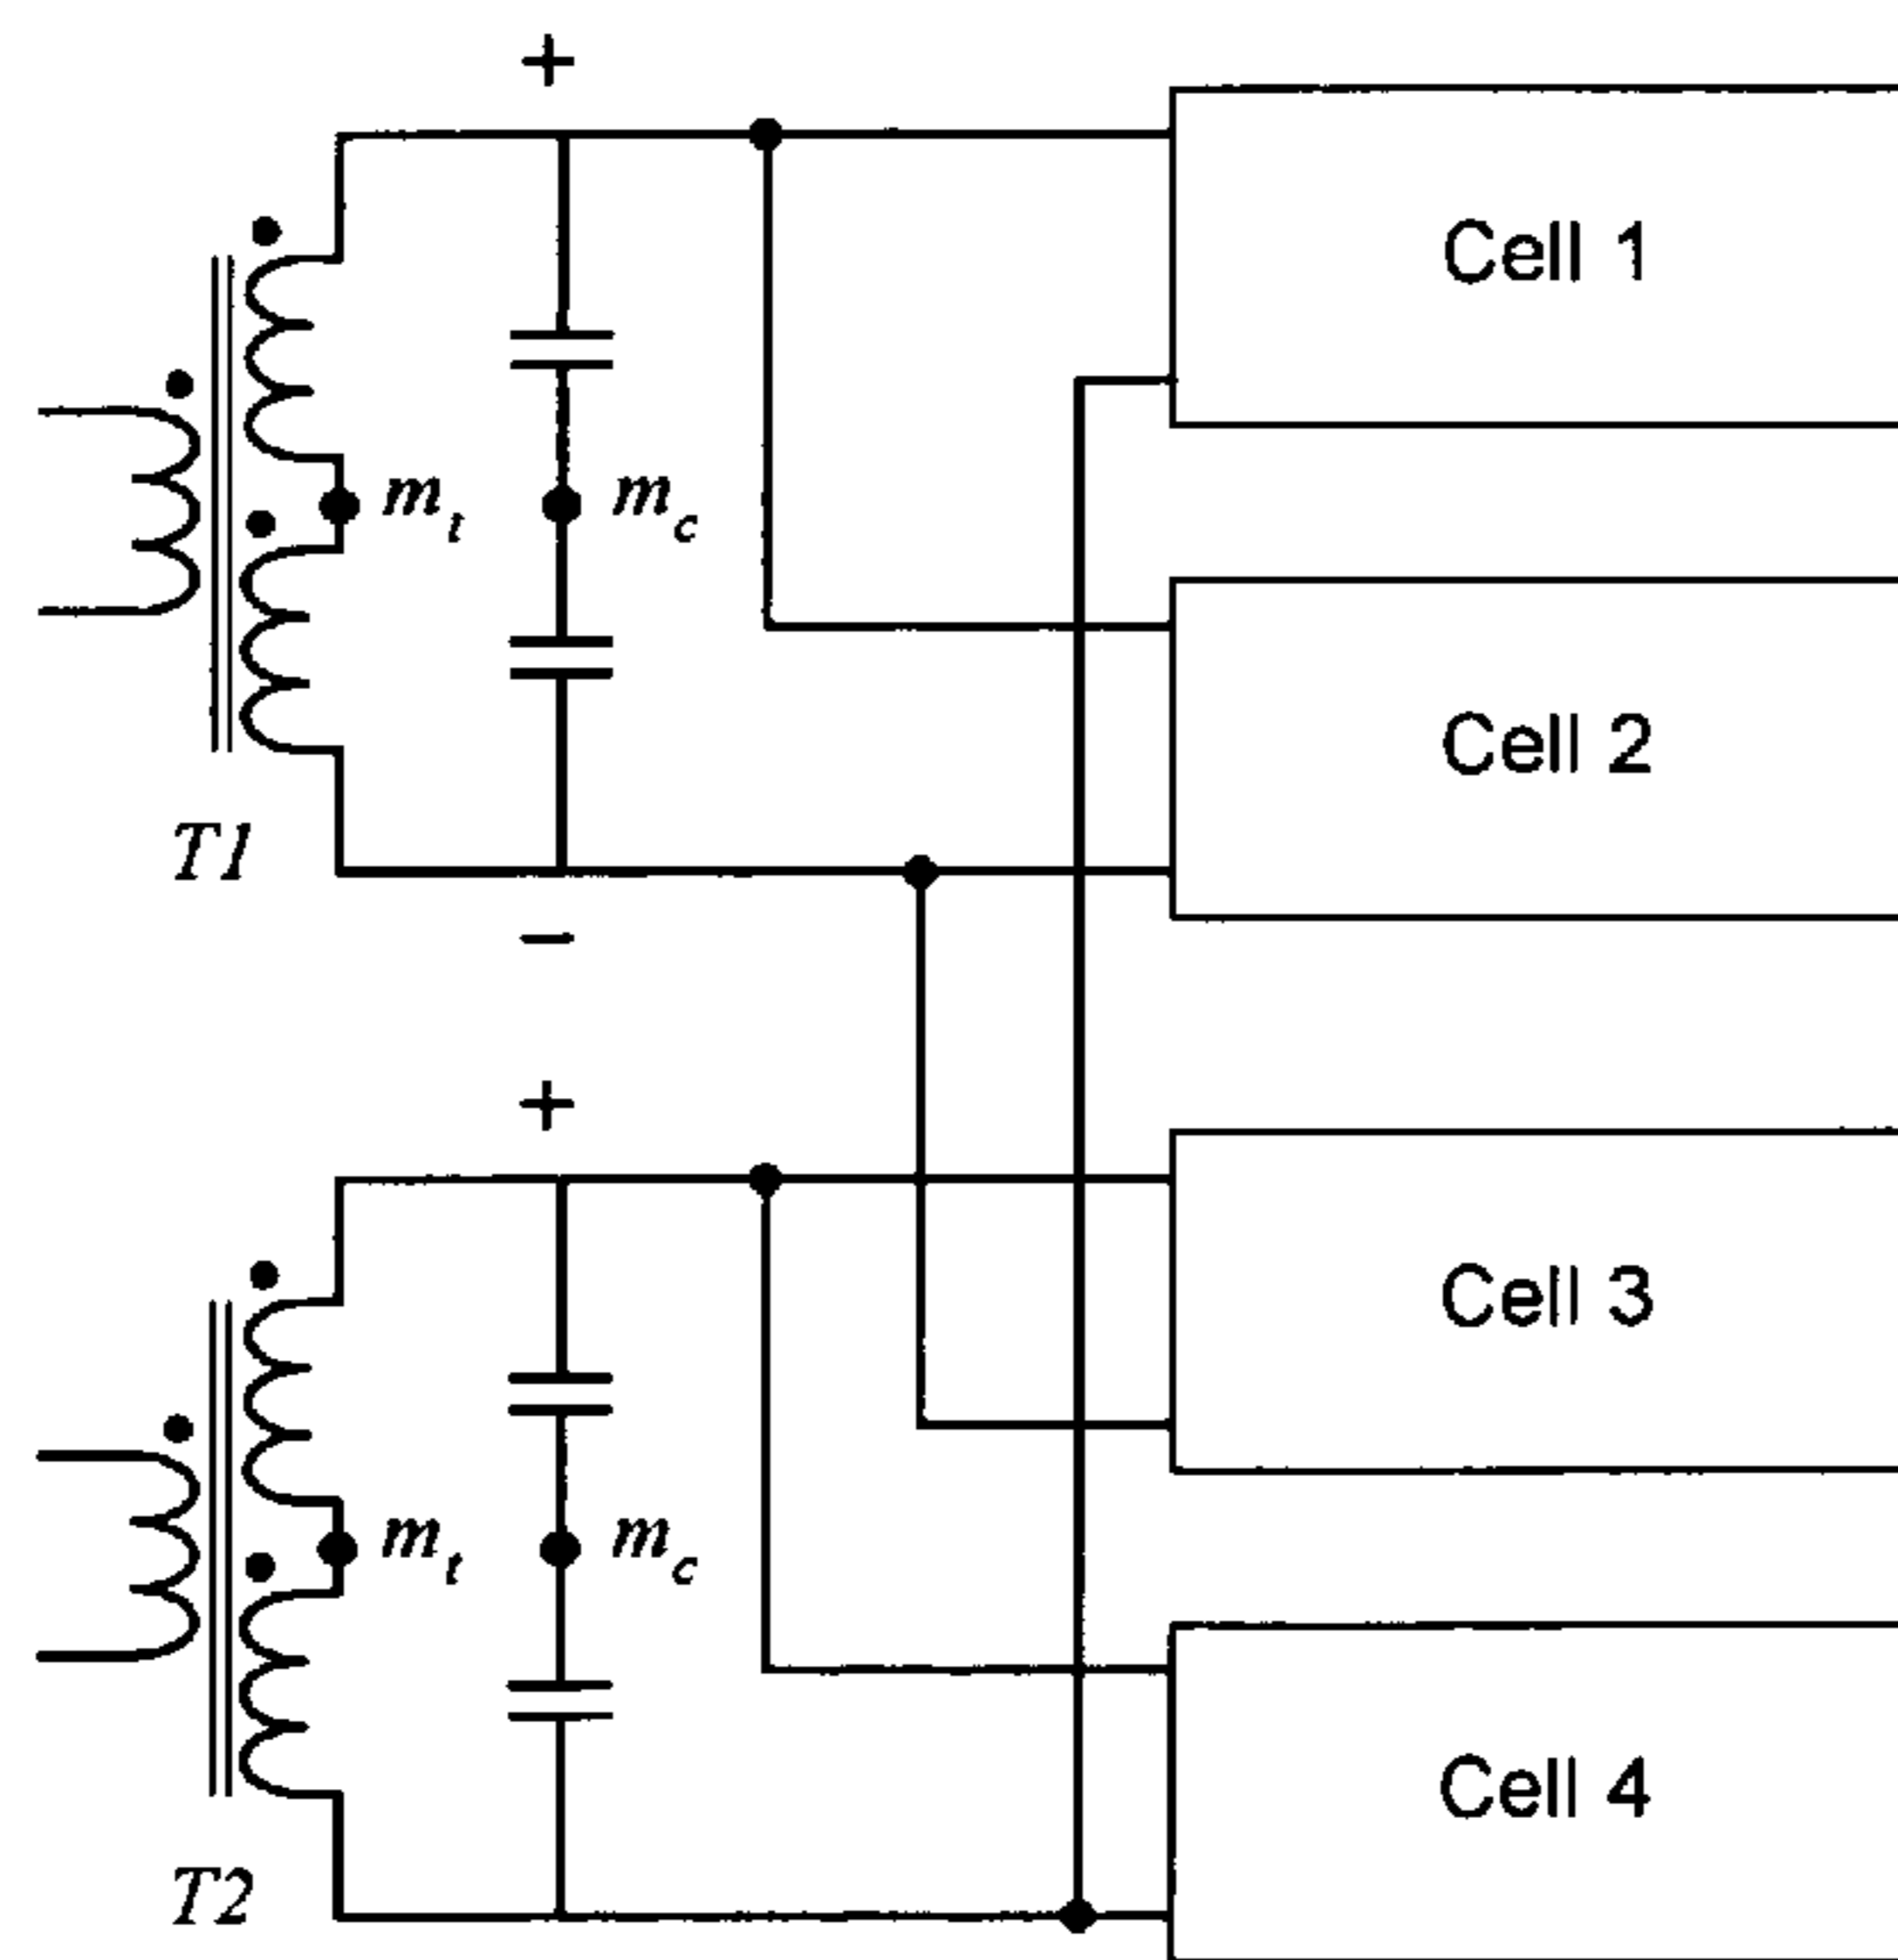 +
Cell 1
m_t m_c
Cell 2
T1
−
+
Cell 3
m_t m_c
Cell 4
T2